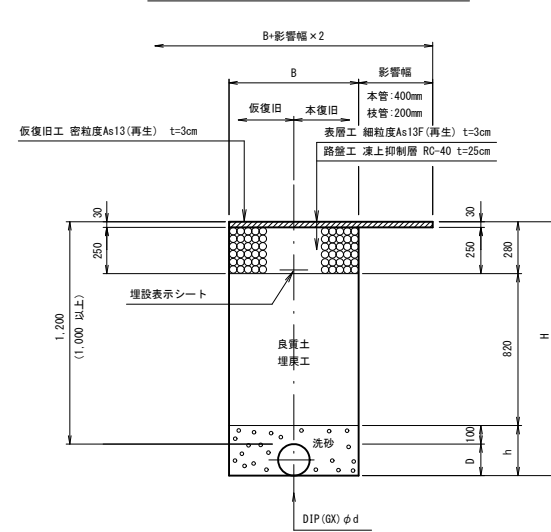 B+影響幅×2
B
影響幅
本管:400mm
枝管:200mm
仮復旧
本復旧
仮復旧工 密粒度As13(再生) t=3cm
表層工 細粒度As13F(再生) t=3cm
路盤工 凍上抑制層 RC-40 t=25cm
30
250
1,200
(1,000 以上)
30
250
280
820
100
D
h
H
埋設表示シート
良質土
埋戻工
洗砂
DIP(GX)φd